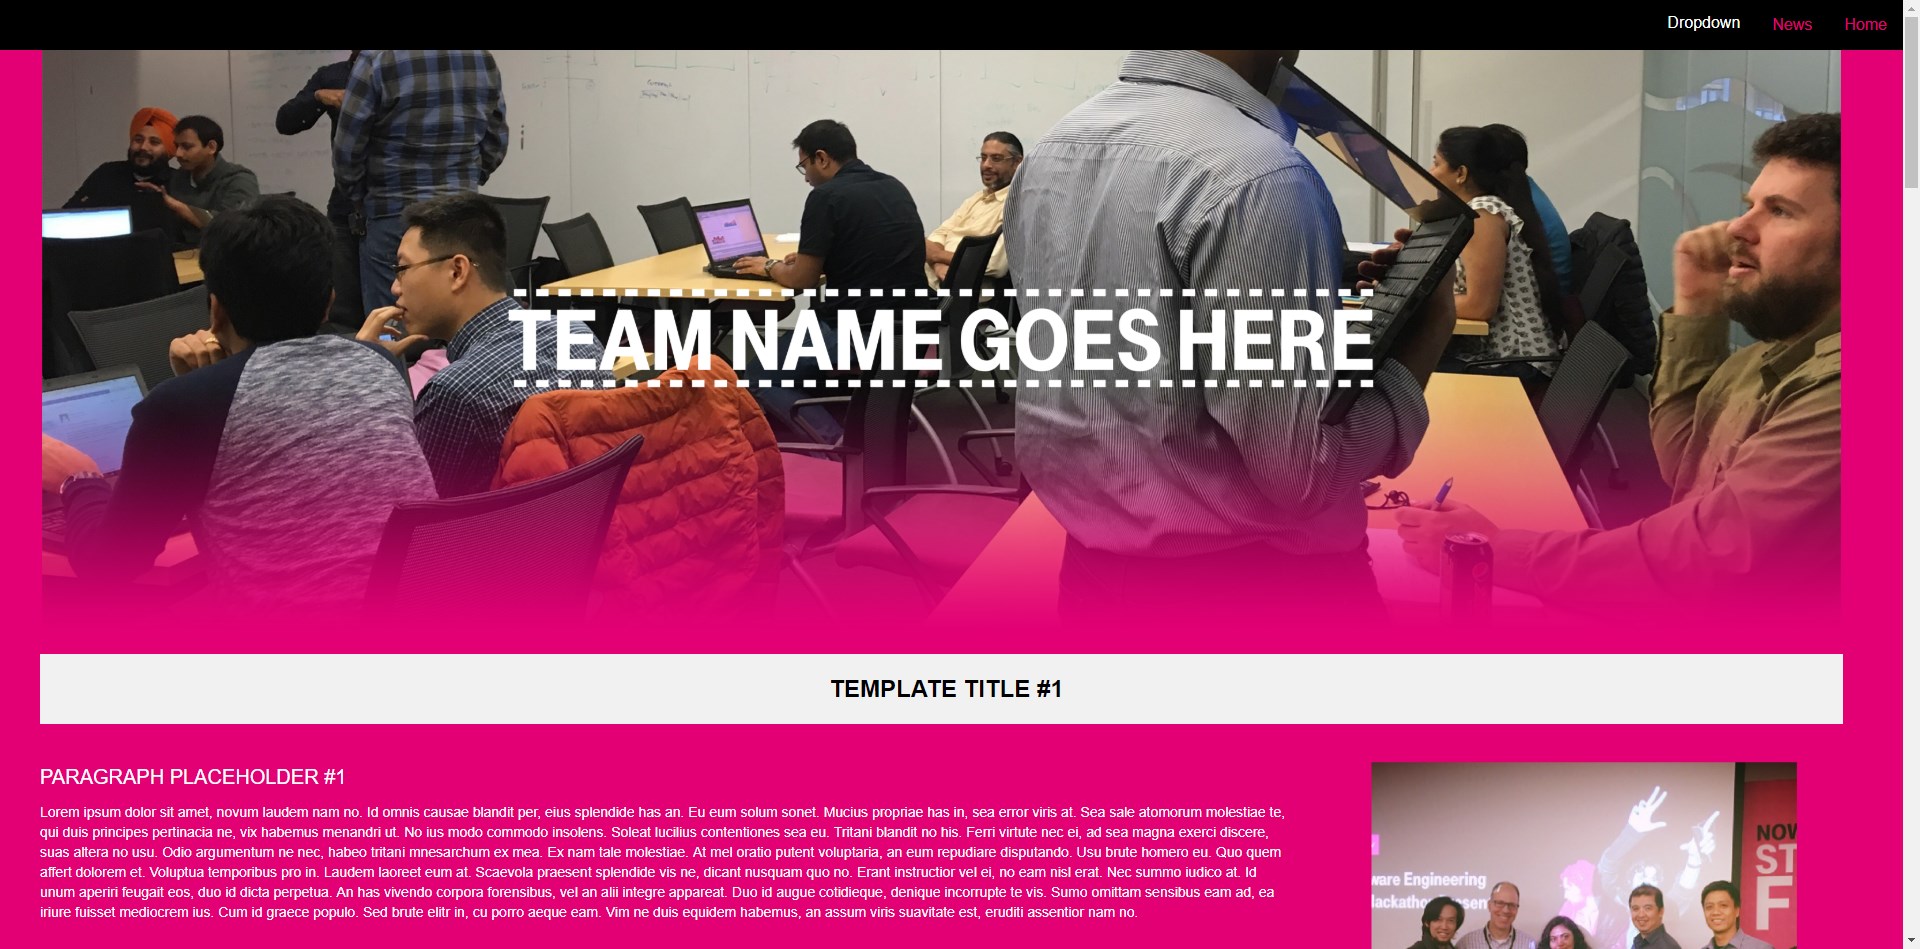 Dropdown News Home
TEAM NAME GOES HERE
TEMPLATE TITLE #1
PARAGRAPH PLACEHOLDER #1
Lorem ipsum dolor sit amet, novum laudem nam no. Id omnis causae blandit per, eius splendide has an. Eu eum solum sonet. Mucius propriae has in, sea error viris at. Sea sale atomorum molestiae te,
qui duis principes pertinacia ne, vix habemus menandri ut. No ius modo commodo insolens. Soleat lucilius contentiones sea eu. Tritani blandit no his. Ferri virtute nec ei, ad sea magna exerci discere,
suas altera no usu. Odio argumentum ne nec, habeo tritani mnesarchum ex mea. Ex nam tale molestiae. At mel oratio putent voluptaria, an eum repudiare disputando. Usu brute homero eu. Quo quem
affert dolorem et. Voluptua temporibus pro in. Laudem laoreet eum at. Scaevola praesent splendide vis ne, dicant nusquam quo no. Erant instructior vel ei, no eam nisl erat. Nec summo iudico at. Id
unum aperiri feugait eos, duo id dicta perpetua. An has vivendo corpora forensibus, vel an alii integre appareat. Duo id augue cotidieque, denique incorrupte te vis. Sumo omittam sensibus eam ad, ea
iriure fuisset mediocrem ius. Cum id graece populo. Sed brute elitr in, cu porro aeque eam. Vim ne duis equidem habemus, an assum viris suavitate est, eruditi assentior nam no.
NOW
ST
F
ware Engineering
Hackathon Presen